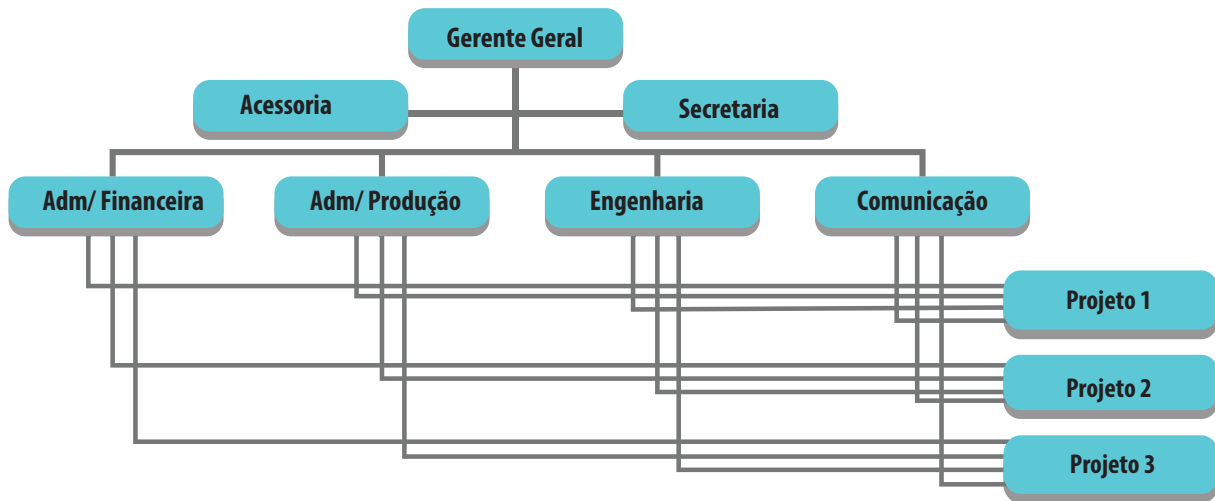 Gerente Geral
Acessoria
Secretaria
Adm/ Financeira
Adm/ Produção
Engenharia
Comunicação
Projeto 1
Projeto 2
Projeto 3